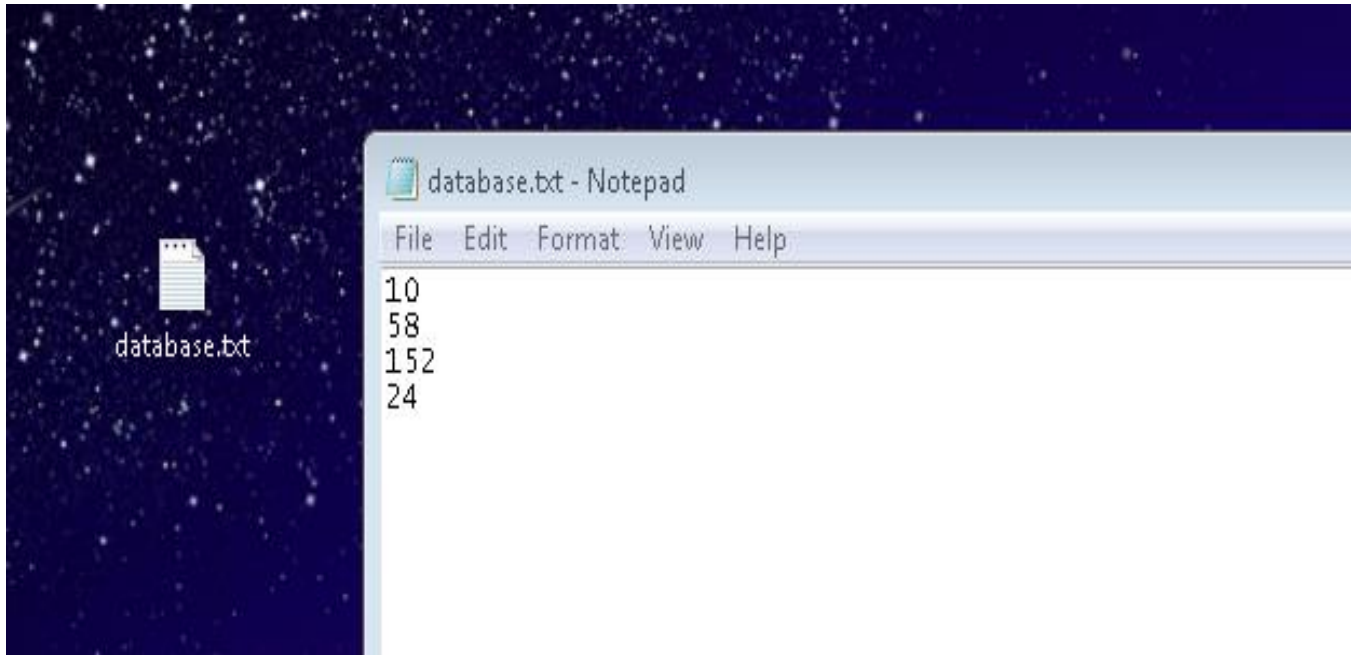 database.txt
database.txt - Notepad
File Edit Format View Help
10
58
152
24